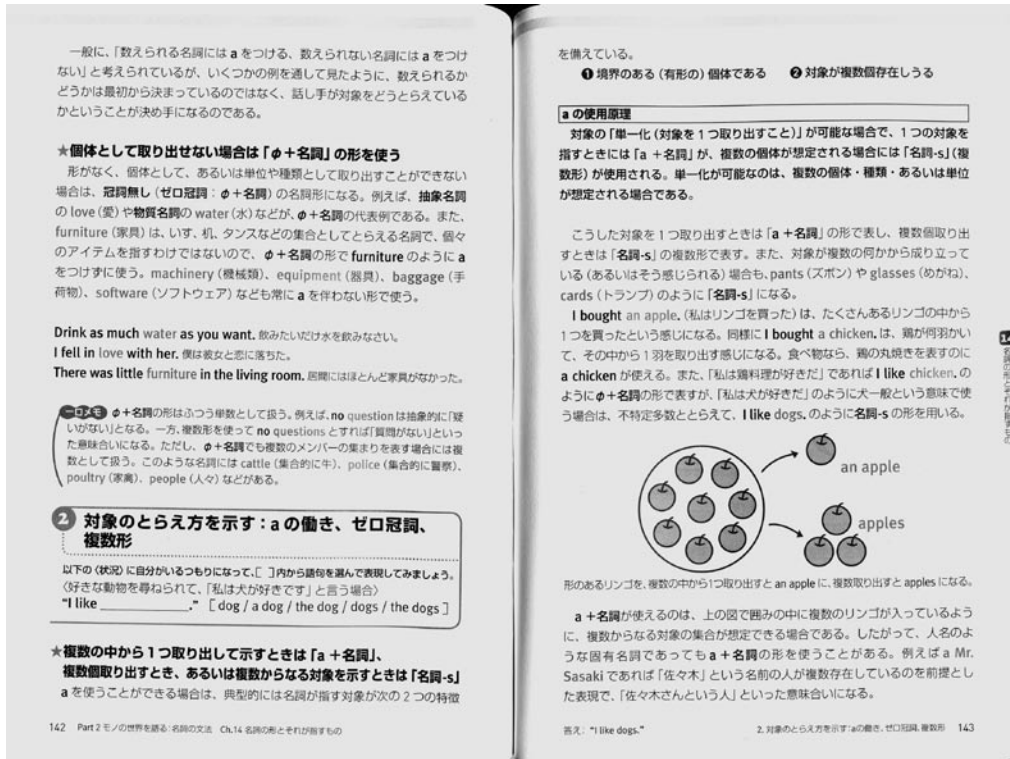 一般に、「数えられる名詞には a をつける、数えられない名詞には a をつけ
ない」と考えられているが、いくつかの例を通して見たように、数えられるか
どうかは最初から決まっているのではなく、話し手が対象をどうとらえている
かということが決め手になるのである。
★個体として取り出せない場合は「φ+名詞」の形を使う
形がなく、個体として、あるいは単位や種類として取り出すことができない
場合は、冠詞無し(ゼロ冠詞:φ+名詞)の名詞形になる。例えば、抽象名詞
の love(愛)や物質名詞の water(水)などが、φ+名詞の代表例である。また、
furniture(家具)は、いす、机、タンスなどの集合としてとらえる名詞で、個々
のアイテムを指すわけではないので、φ+名詞の形で furniture のように a
をつけずに使う。machinery(機械類)、equipment(器具)、baggage(手
荷物)、software(ソフトウェア)なども常に a を伴わない形で使う。
Drink as much water as you want. 飲みたいだけ水を飲みなさい。
I fell in love with her. 僕は彼女と恋に落ちた。
There was little furniture in the living room. 居間にはほとんど家具がなかった。
一口メモ φ+名詞の形はふつう単数として扱う。例えば、no question は抽象的に「疑
いがない」となる。一方、複数形を使って no questions とすれば「質問がない」といっ
た意味合いになる。ただし、φ+名詞でも複数のメンバーの集まりを表す場合には複
数として扱う。このような名詞には cattle(集合的に牛)、police(集合的に警察)、
poultry(家禽)、people(人々)などがある。
2 対象のとらえ方を示す:a の働き、ゼロ冠詞、
複数形
以下の〈状況〉に自分がいるつもりになって、[ ]内から語句を選んで表現してみましょう。
〈好きな動物を尋ねられて、「私は犬が好きです」と言う場合〉
"I like ____________." [ dog / a dog / the dog / dogs / the dogs ]
★複数の中から1つ取り出して示すときは「a +名詞」、
複数個取り出すとき、あるいは複数からなる対象を示すときは「名詞-s」
a を使うことができる場合は、典型的には名詞が指す対象が次の2つの特徴
142 Part 2 モノの世界を語る:名詞の文法 Ch.14 名詞の形とそれが指すもの
を備えている。
❶ 境界のある(有形の)個体である ❷ 対象が複数個存在しうる
a の使用原理
対象の「単一化(対象を1つ取り出すこと)」が可能な場合で、1つの対象を
指すときには「a +名詞」が、複数の個体が想定される場合には「名詞-s」(複
数形)が使用される。単一化が可能なのは、複数の個体・種類・あるいは単位
が想定される場合である。
こうした対象を1つ取り出すときは「a +名詞」の形で表し、複数個取り出
すときは「名詞-s」の複数形で表す。また、対象が複数の何かから成り立って
いる(あるいはそう感じられる)場合も、pants(ズボン)や glasses(めがね)、
cards(トランプ)のように「名詞-s」になる。
I bought an apple.(私はリンゴを買った)は、たくさんあるリンゴの中から
1つを買ったという感じになる。同様に I bought a chicken. は、鶏が何羽かい
て、その中から1羽を取り出す感じになる。食べ物なら、鶏の丸焼きを表すのに
a chicken が使える。また、「私は鶏料理が好きだ」であれば I like chicken. の
ようにφ+名詞の形で表すが、「私は犬が好きだ」のように犬一般という意味で使
う場合は、不特定多数ととらえて、I like dogs. のように名詞-s の形を用いる。
an apple
apples
形のあるリンゴを、複数の中から1つ取り出すと an apple に、複数取り出すと apples になる。
a +名詞が使えるのは、上の図で囲みの中に複数のリンゴが入っているよう
に、複数からなる対象の集合が想定できる場合である。したがって、人名のよ
うな固有名詞であっても a +名詞の形を使うことがある。例えば a Mr.
Sasaki であれば「佐々木」という名前の人が複数存在しているのを前提とし
た表現で、「佐々木さんという人」といった意味合いになる。
答え: "I like dogs."
2. 対象のとらえ方を示す:aの働き、ゼロ冠詞、複数形 143
14
名詞の形とそれが指すもの